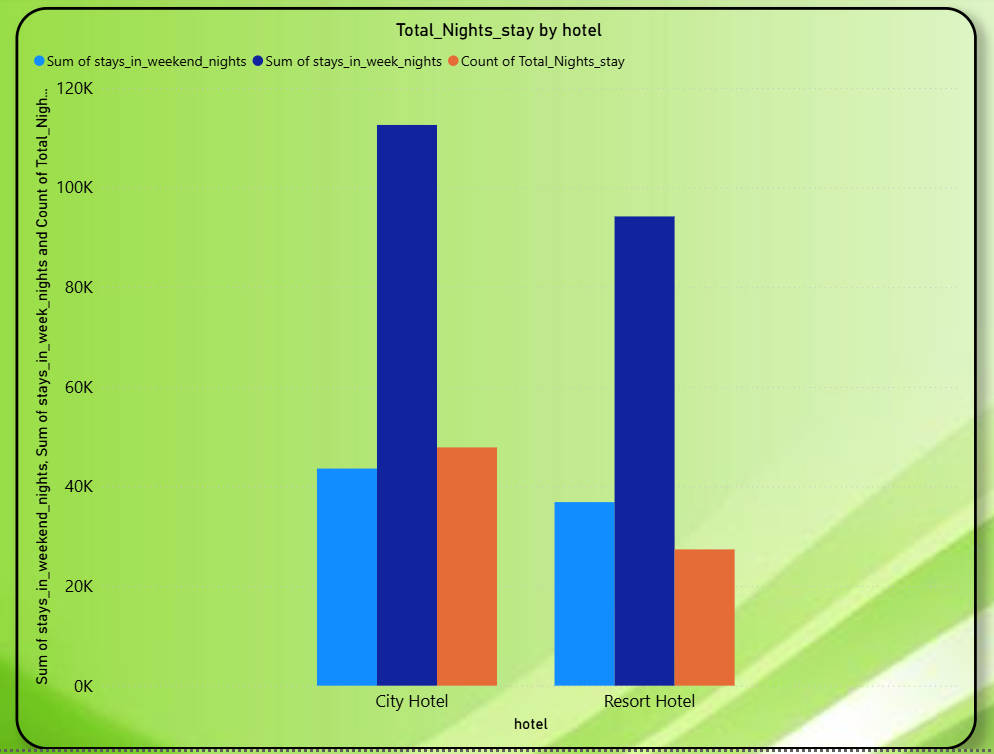 Total_Nights_stay by hotel
Sum of stays_in_weekend_nights Sum of stays_in_week_nights Count of Total_Nights_stay
Sum of stays_in_weekend_nights, Sum of stays_in_week_nights and Count of Total_Nigh...
120K
100K
80K
60K
40K
20K
0K
City Hotel Resort Hotel
hotel